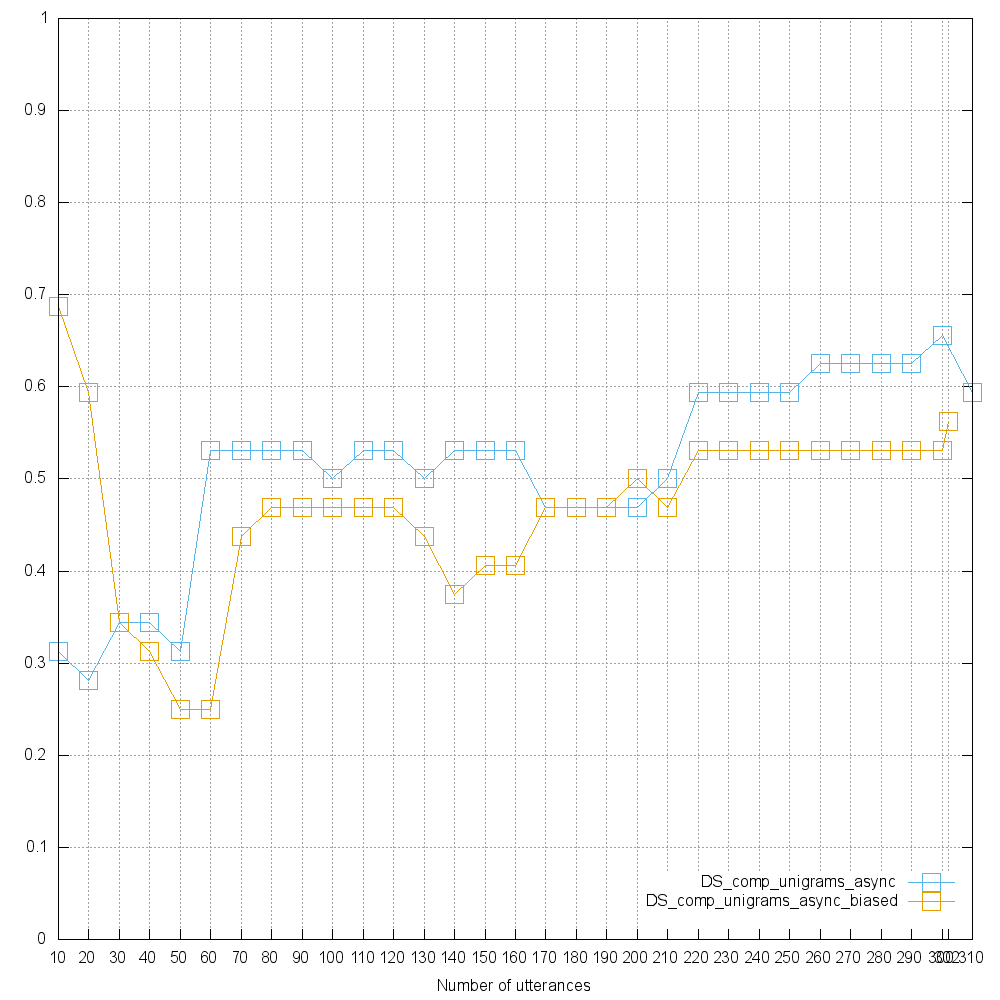 1
0.9
0.8
0.7
0.6
0.5
0.4
0.3
0.2
0.1
0
DS_comp_unigrams_async
DS_comp_unigrams_async_biased
10 20 30 40 50 60 70 80 90 100 110 120 130 140 150 160 170 180 190 200 210 220 230 240 250 260 270 280 290 300 302 310
Number of utterances